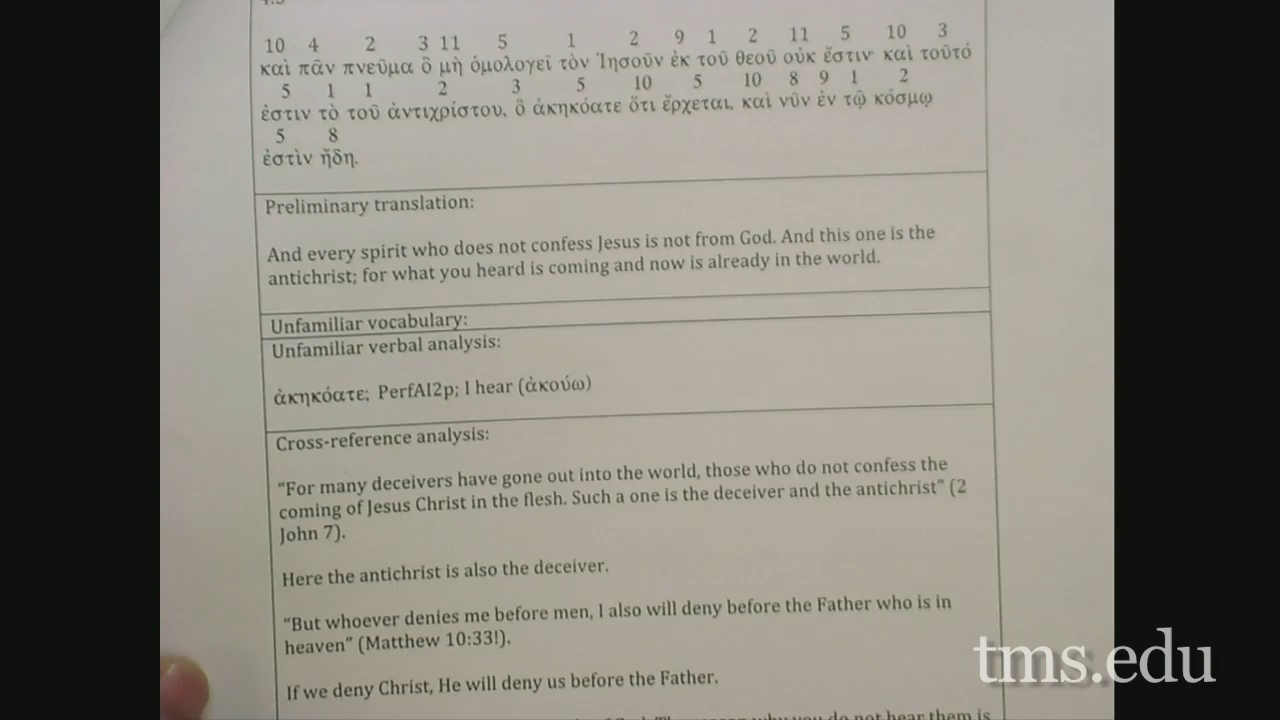 4:3
10 4 2 3 11 5 1 2 9 1 2 11 5 10 3
καὶ πᾶν πνεῦμα ὃ μὴ ὁμολογεῖ τὸν Ἰησοῦν ἐκ τοῦ θεοῦ οὐκ ἔστιν· καὶ τοῦτό
5 1 1 2 3 5 10 5 10 8 9 1 2
ἐστιν τὸ τοῦ ἀντιχρίστου, ὃ ἀκηκόατε ὅτι ἔρχεται, καὶ νῦν ἐν τῷ κόσμῳ
5 8
ἐστὶν ἤδη.
Preliminary translation:
And every spirit who does not confess Jesus is not from God. And this one is the
antichrist; for what you heard is coming and now is already in the world.
Unfamiliar vocabulary:
Unfamiliar verbal analysis:
ἀκηκόατε; PerfAI2p; I hear (ἀκούω)
Cross-reference analysis:
“For many deceivers have gone out into the world, those who do not confess the
coming of Jesus Christ in the flesh. Such a one is the deceiver and the antichrist” (2
John 7).
Here the antichrist is also the deceiver.
“But whoever denies me before men, I also will deny before the Father who is in
heaven” (Matthew 10:33!).
If we deny Christ, He will deny us before the Father.
why you do not hear them is
tms.edu